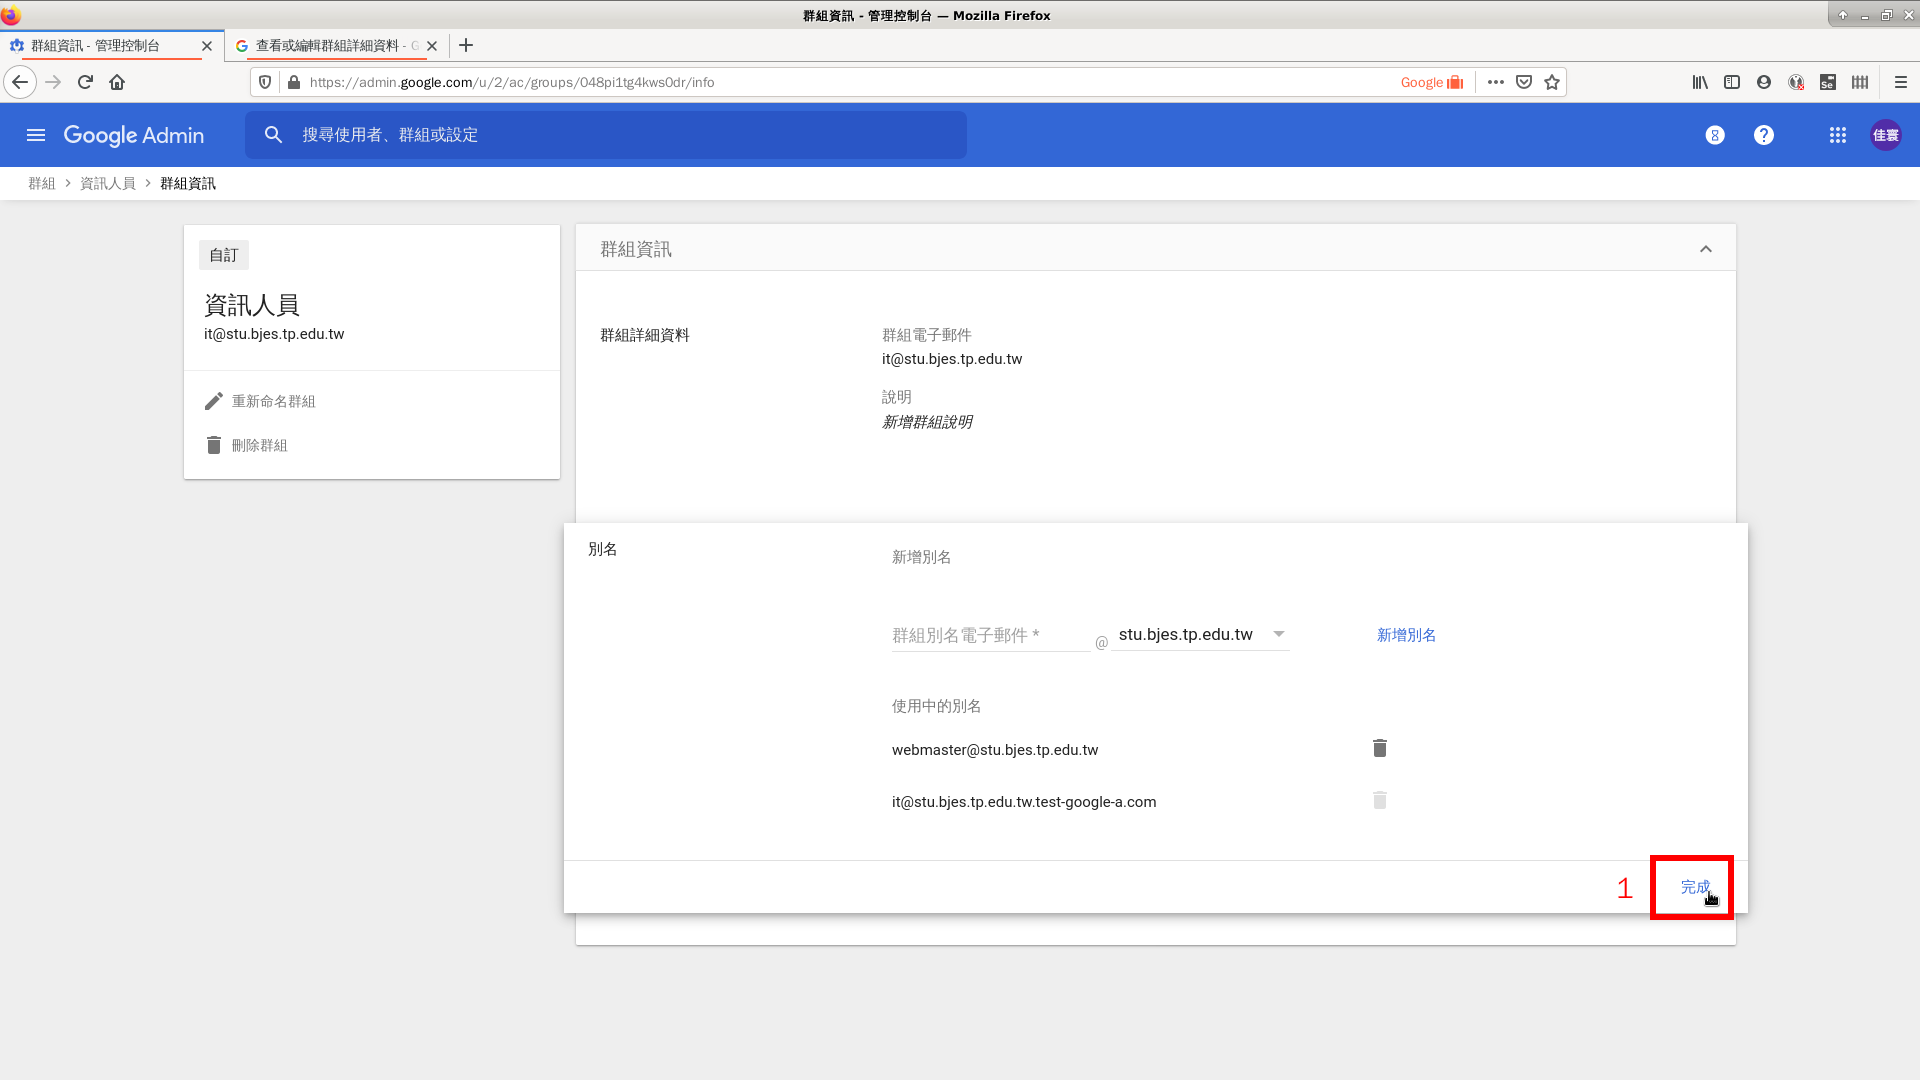 群組資訊 - 管理控制台 — Mozilla Firefox
群組資訊 - 管理控制台
查看或編輯群組詳細資料 - G
https://admin.google.com/u/2/ac/groups/048pi1tg4kws0dr/info
Google
Google Admin
搜尋使用者、群組或設定
佳寰
群組 > 資訊人員 > 群組資訊
自訂
資訊人員
it@stu.bjes.tp.edu.tw
重新命名群組
刪除群組
群組資訊
群組詳細資料
群組電子郵件
it@stu.bjes.tp.edu.tw
說明
新增群組說明
別名
新增別名
群組別名電子郵件 * @ stu.bjes.tp.edu.tw 新增別名
使用中的別名
webmaster@stu.bjes.tp.edu.tw
it@stu.bjes.tp.edu.tw.test-google-a.com
1 完成